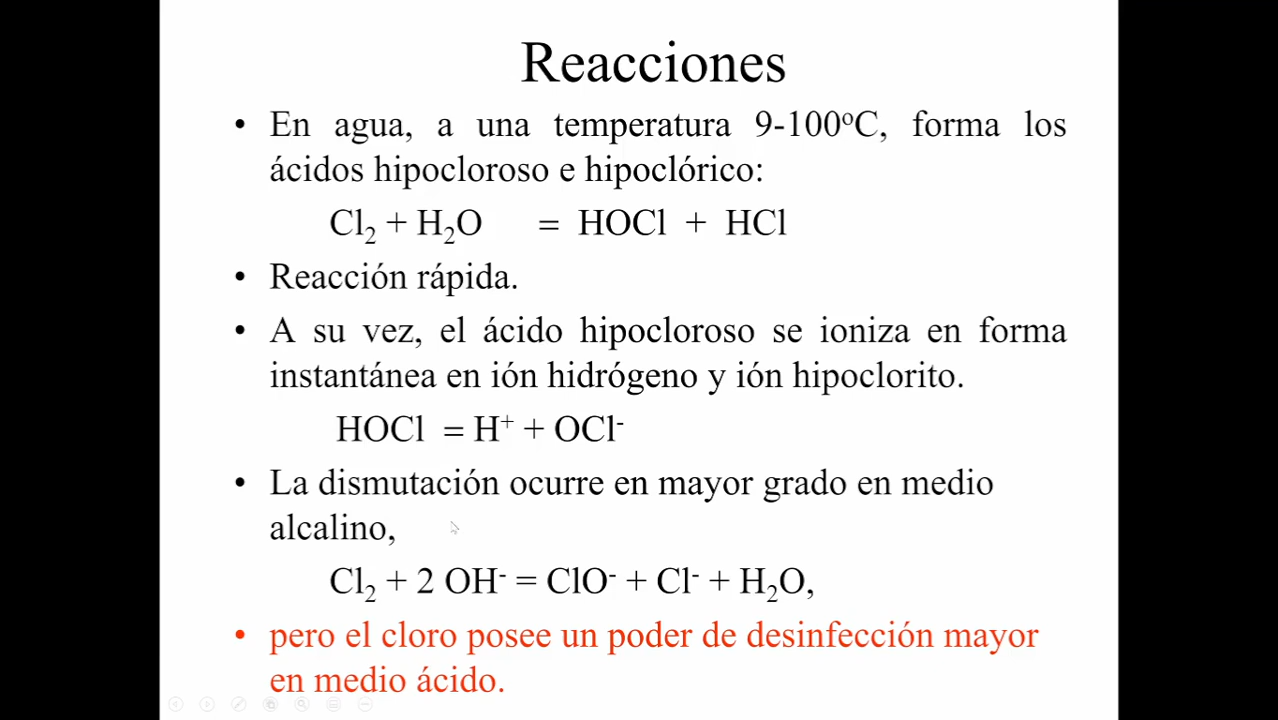 Reacciones
• En agua, a una temperatura 9-100ºC, forma los
ácidos hipocloroso e hipoclórico:
Cl₂ + H₂O = HOCl + HCl
• Reacción rápida.
• A su vez, el ácido hipocloroso se ioniza en forma
instantánea en ión hidrógeno y ión hipoclorito.
HOCl = H⁺ + OCl⁻
• La dismutación ocurre en mayor grado en medio
alcalino,
Cl₂ + 2 OH⁻ = ClO⁻ + Cl⁻ + H₂O,
• pero el cloro posee un poder de desinfección mayor
en medio ácido.